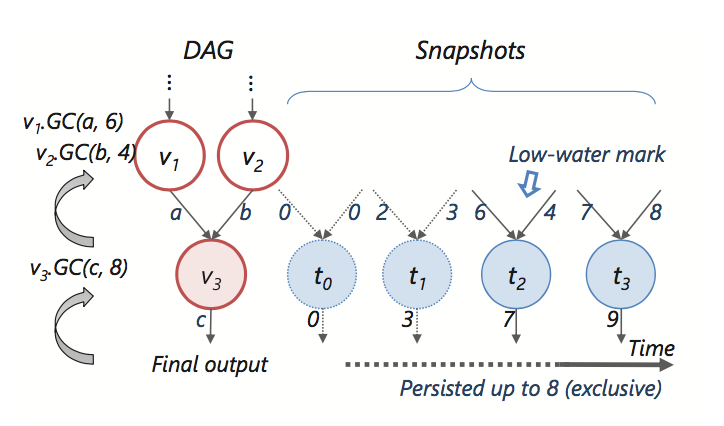 DAG
Snapshots
⋮
⋮
v1.GC(a, 6)
v2.GC(b, 4)
v1
v2
Low-water mark
a
b
0
0
2
3
6
4
7
8
v3.GC(c, 8)
v3
t0
t1
t2
t3
c
0
3
7
9
Final output
Time
Persisted up to 8 (exclusive)